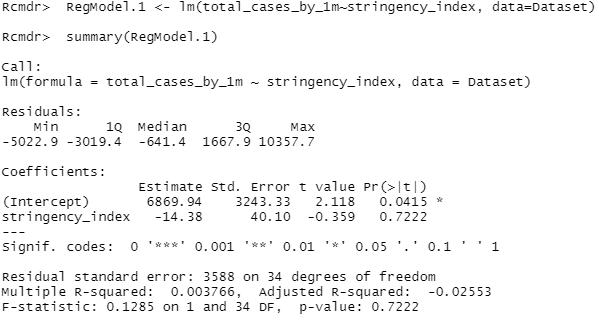 Rcmdr>  RegModel.1 <- lm(total_cases_by_1m~stringency_index, data=Dataset)
Rcmdr>  summary(RegModel.1)
Call:
lm(formula = total_cases_by_1m ~ stringency_index, data = Dataset)
Residuals:
    Min      1Q  Median      3Q     Max
-5022.9 -3019.4  -641.4  1667.9 10357.7
Coefficients:
                 Estimate Std. Error t value Pr(>|t|)
(Intercept)       6869.94    3243.33   2.118   0.0415 *
stringency_index   -14.38      40.10  -0.359   0.7222
---
Signif. codes:  0 '***' 0.001 '**' 0.01 '*' 0.05 '.' 0.1 ' ' 1
Residual standard error: 3588 on 34 degrees of freedom
Multiple R-squared:  0.003766,  Adjusted R-squared:  -0.02553
F-statistic: 0.1285 on 1 and 34 DF,  p-value: 0.7222